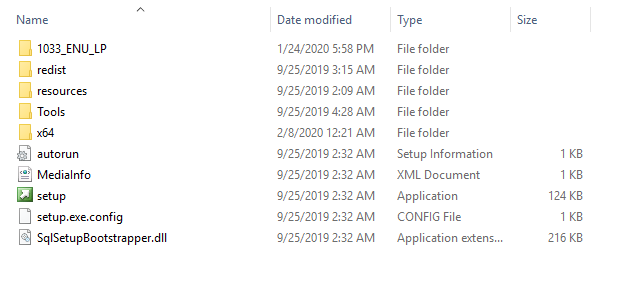 Name Date modified Type Size
1033_ENU_LP 1/24/2020 5:58 PM File folder
redist 9/25/2019 3:15 AM File folder
resources 9/25/2019 2:09 AM File folder
Tools 9/25/2019 4:28 AM File folder
x64 2/8/2020 12:21 AM File folder
autorun 9/25/2019 2:32 AM Setup Information 1 KB
MediaInfo 9/25/2019 2:32 AM XML Document 1 KB
setup 9/25/2019 2:32 AM Application 124 KB
setup.exe.config 9/25/2019 2:32 AM CONFIG File 1 KB
SqlSetupBootstrapper.dll 9/25/2019 2:32 AM Application extens... 216 KB